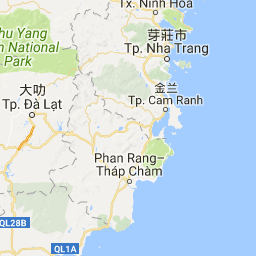 Tx. Ninh Hòa
hu Yang
n National
Park
芽莊市
Tp. Nha Trang
大叻
Tp. Đà Lạt
金兰
Tp. Cam Ranh
Phan Rang–
Tháp Chàm
QL28B
QL1A